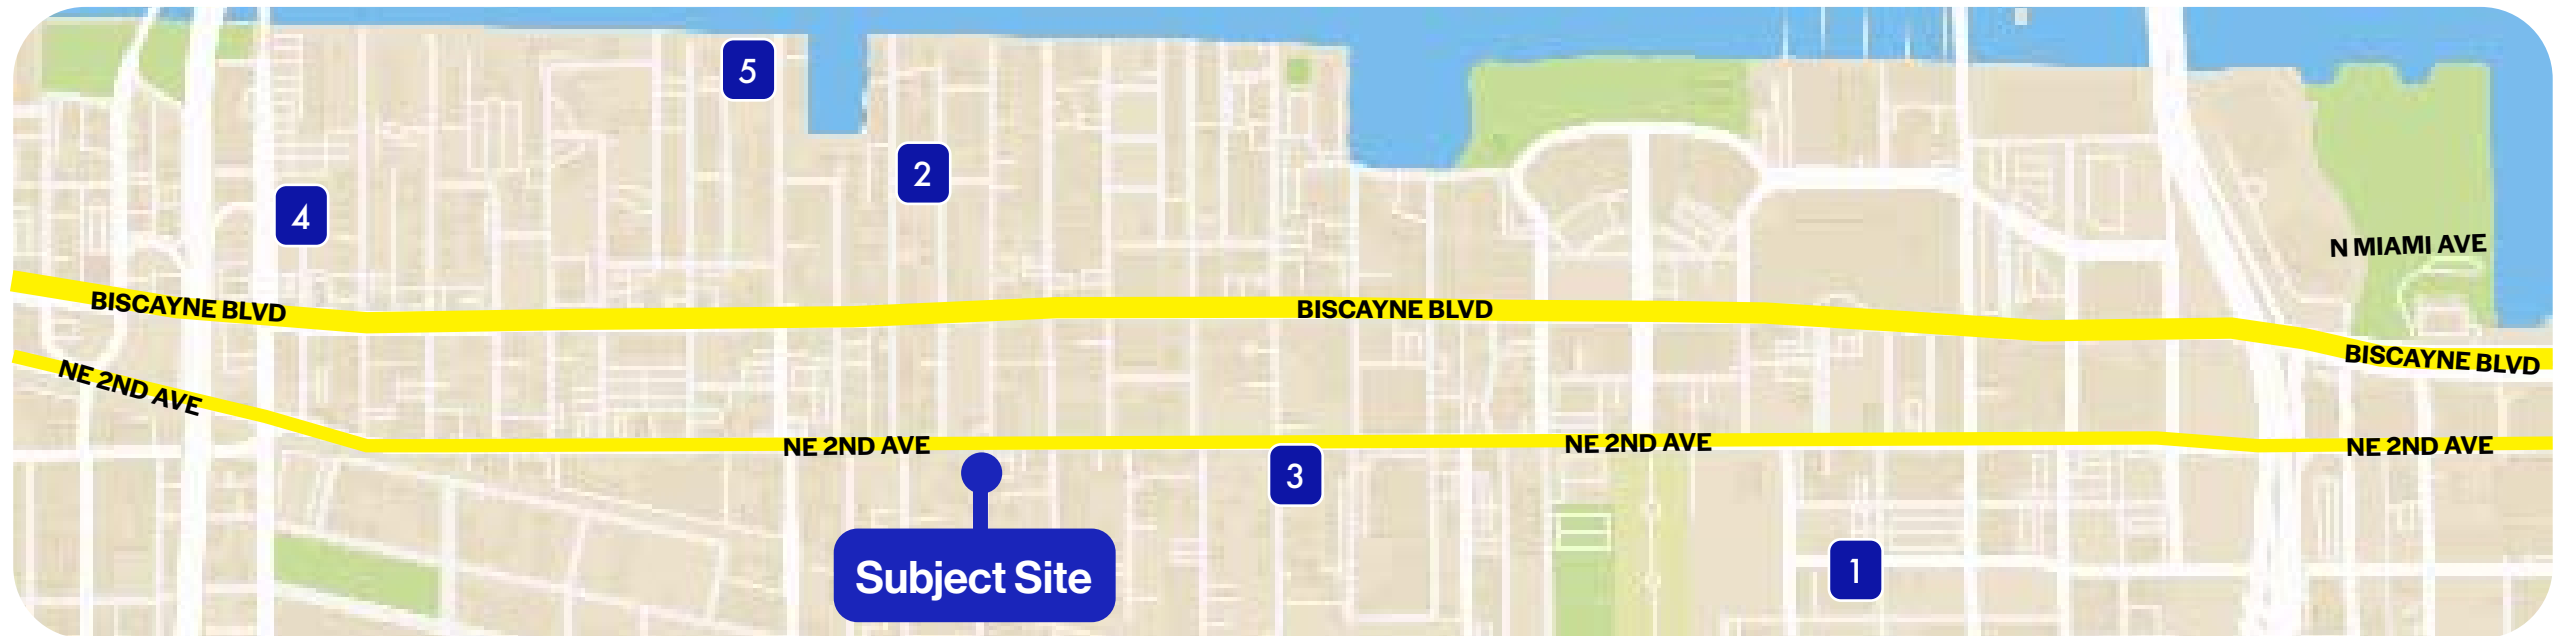 5
2
4
N MIAMI AVE
BISCAYNE BLVD
BISCAYNE BLVD
BISCAYNE BLVD
NE 2ND AVE
NE 2ND AVE
NE 2ND AVE
NE 2ND AVE
3
Subject Site
1